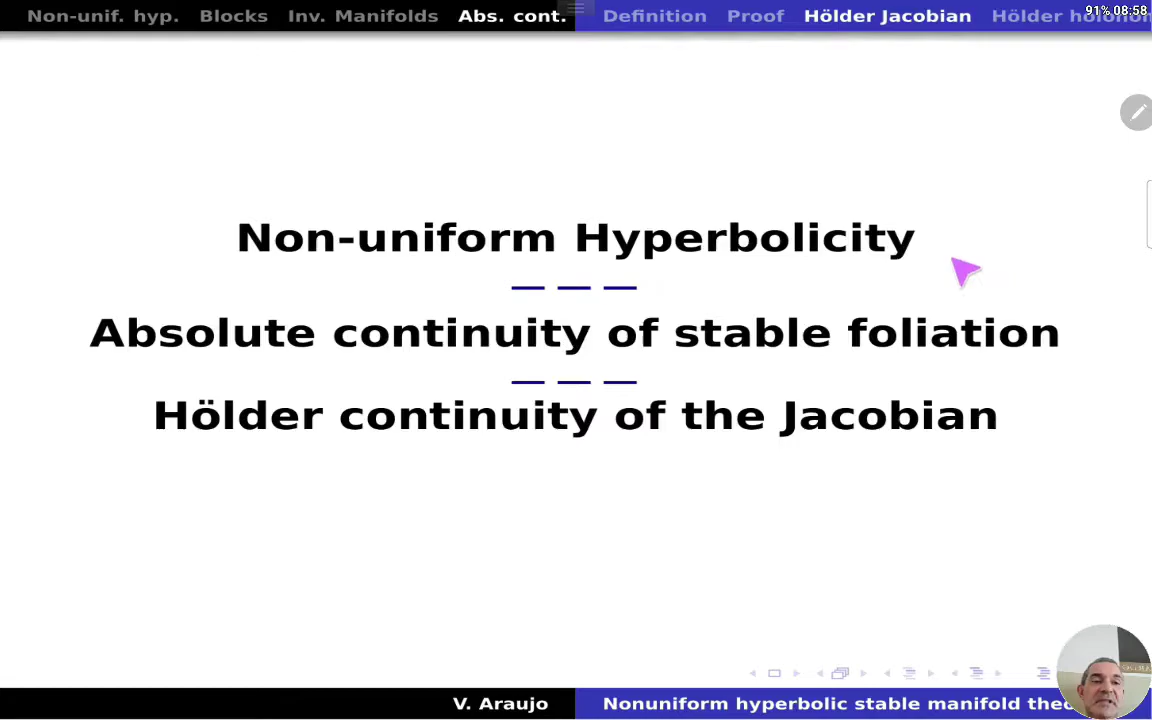 Non-unif. hyp. Blocks Inv. Manifolds Abs. cont. Definition Proof Hölder Jacobian Hölder
91% 08:58
Non-uniform Hyperbolicity
— — —
Absolute continuity of stable foliation
— — —
Hölder continuity of the Jacobian
V. Araujo Nonuniform hyperbolic stable manifold